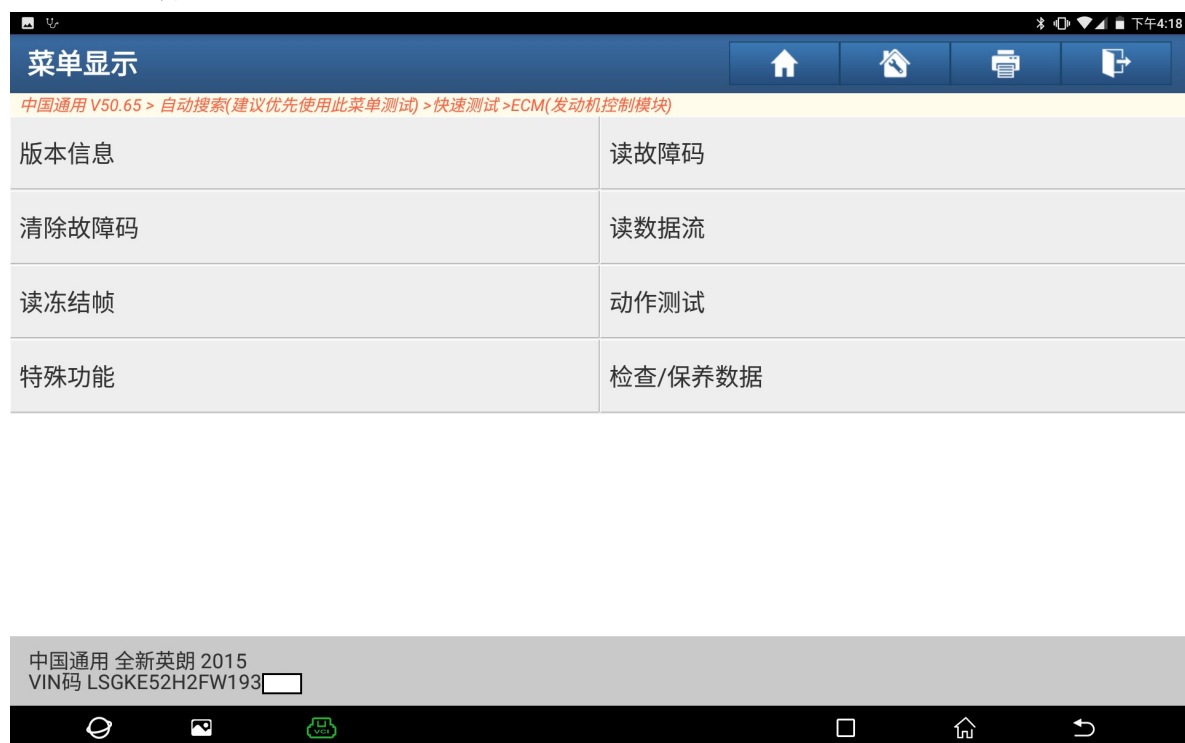 下午4:18
菜单显示
中国通用 V50.65 > 自动搜索(建议优先使用此菜单测试) >快速测试 >ECM(发动机控制模块)
版本信息
读故障码
清除故障码
读数据流
读冻结帧
动作测试
特殊功能
检查/保养数据
中国通用 全新英朗 2015
VIN码 LSGKE52H2FW193
VCI